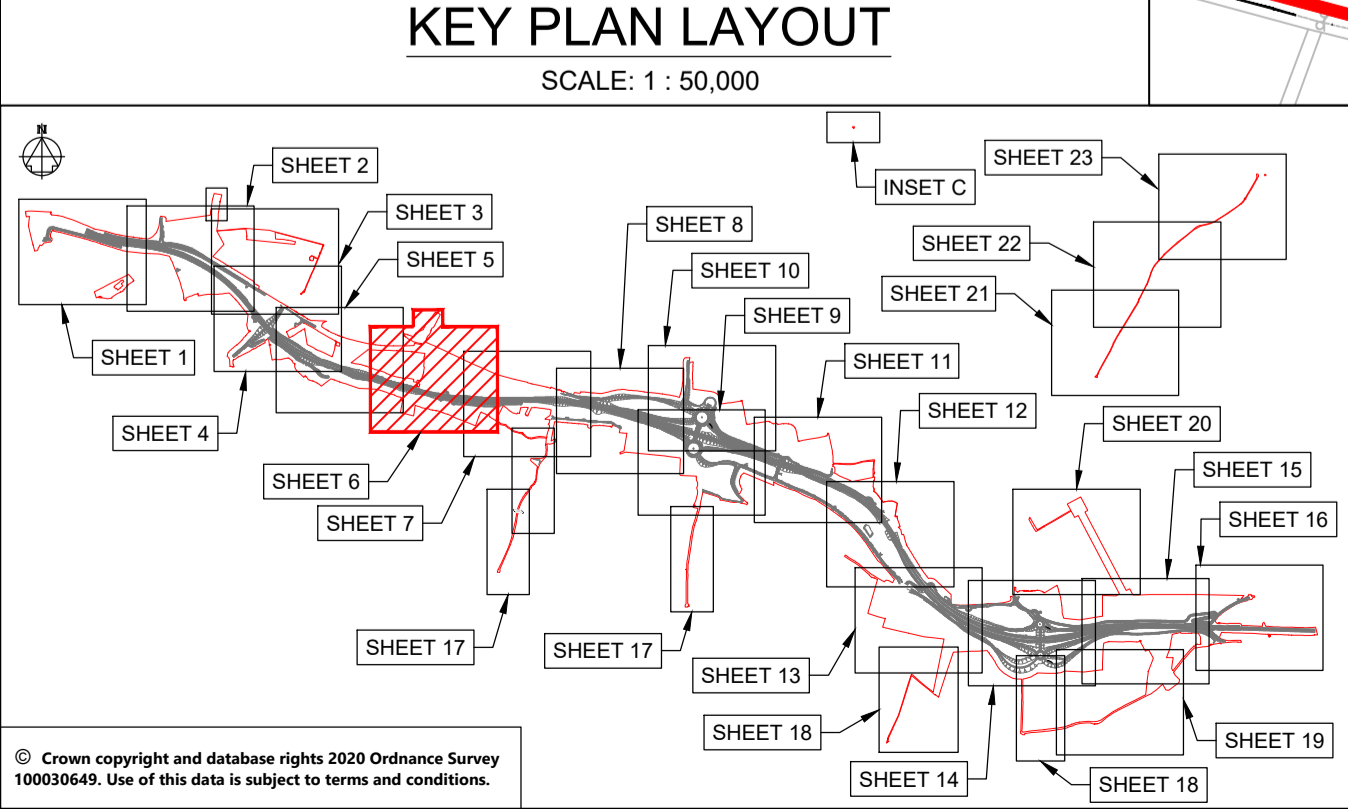 KEY PLAN LAYOUT
SCALE: 1 : 50,000
N
SHEET 2
SHEET 23
INSET C
SHEET 3
SHEET 8
SHEET 22
SHEET 5
SHEET 10
SHEET 21
SHEET 9
SHEET 1
SHEET 11
SHEET 12
SHEET 4
SHEET 20
SHEET 6
SHEET 15
SHEET 7
SHEET 16
SHEET 17
SHEET 17
SHEET 13
SHEET 18
SHEET 19
SHEET 14
SHEET 18
© Crown copyright and database rights 2020 Ordnance Survey
100030649. Use of this data is subject to terms and conditions.